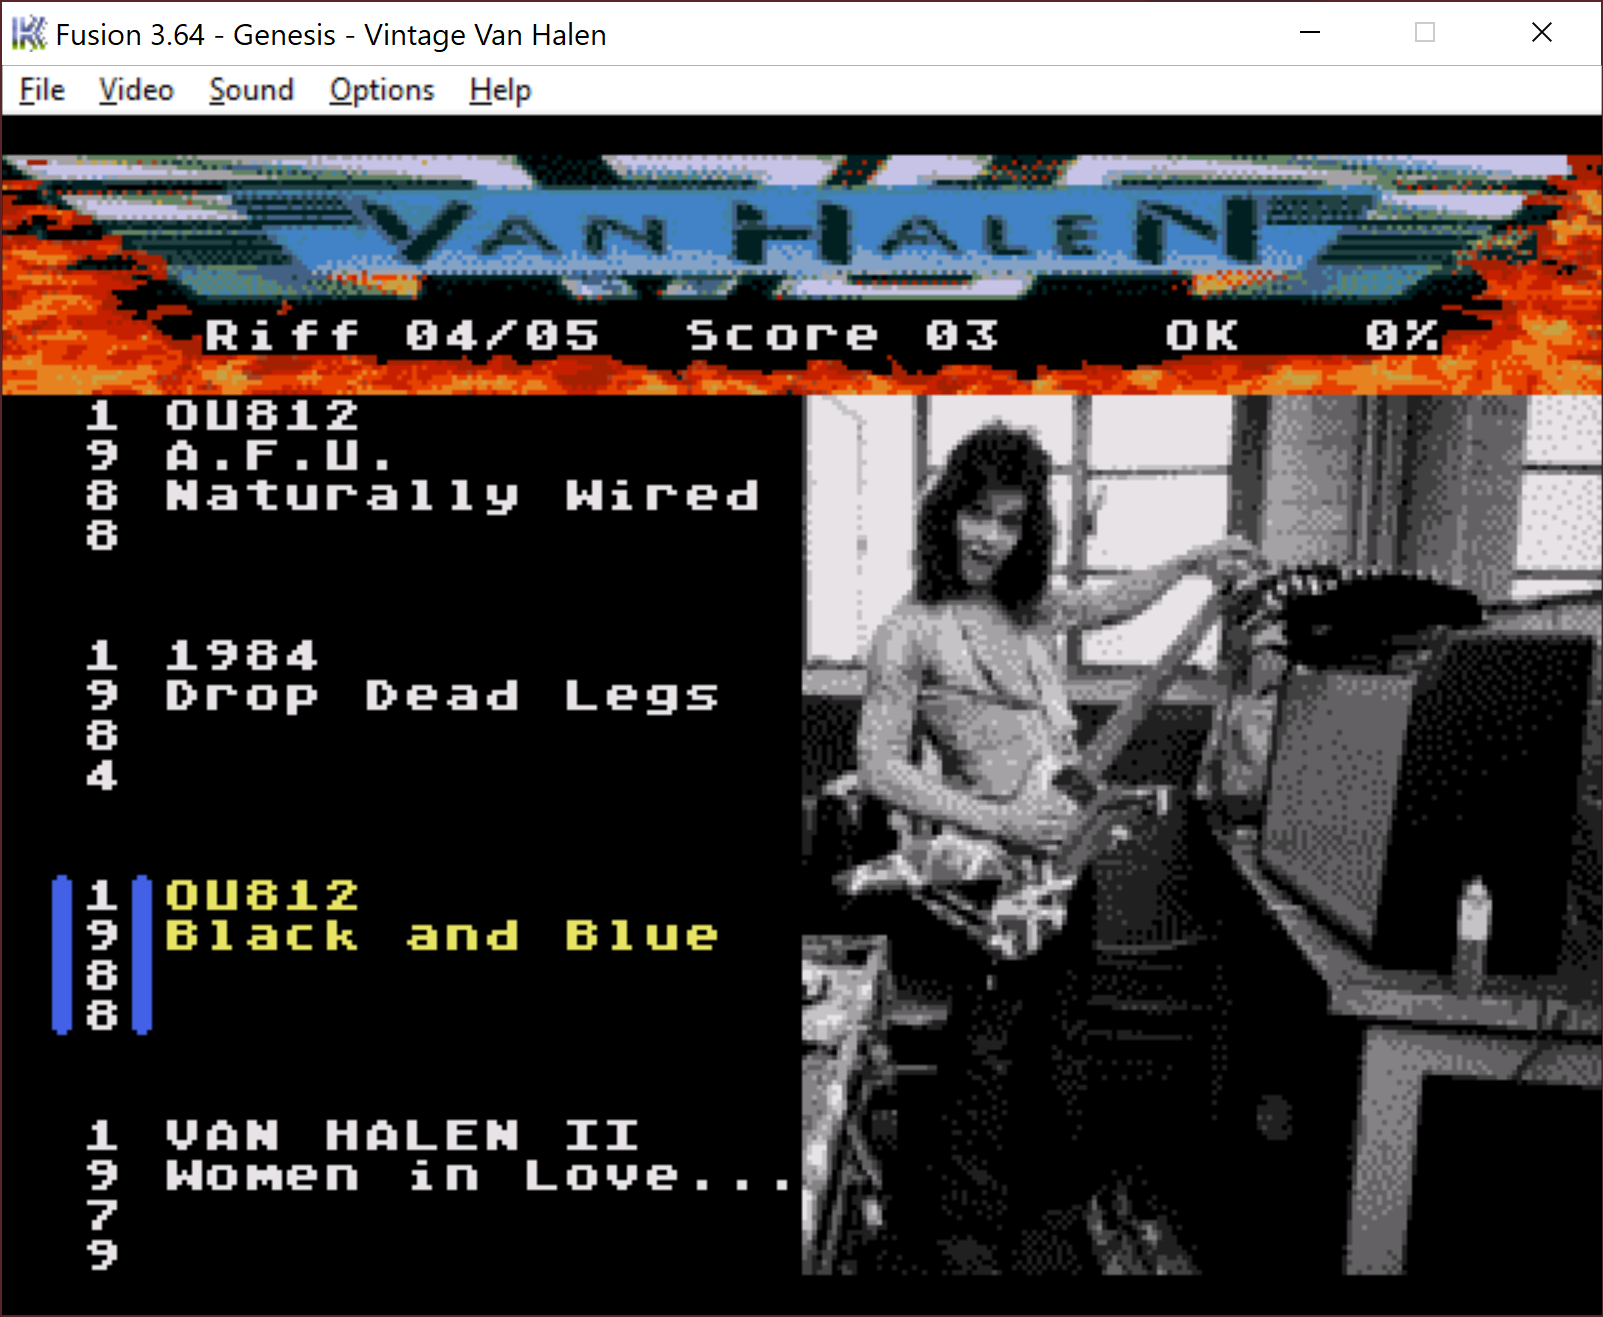 Fusion 3.64 - Genesis - Vintage Van Halen
File Video Sound Options Help
VAN HALEN
Riff 04/05 Score 03 OK 0%
1 OU812
9 A.F.U.
8 Naturally Wired
8
1 1984
9 Drop Dead Legs
8
4
1 OU812
9 Black and Blue
8
8
1 VAN HALEN II
9 Women in Love...
7
9